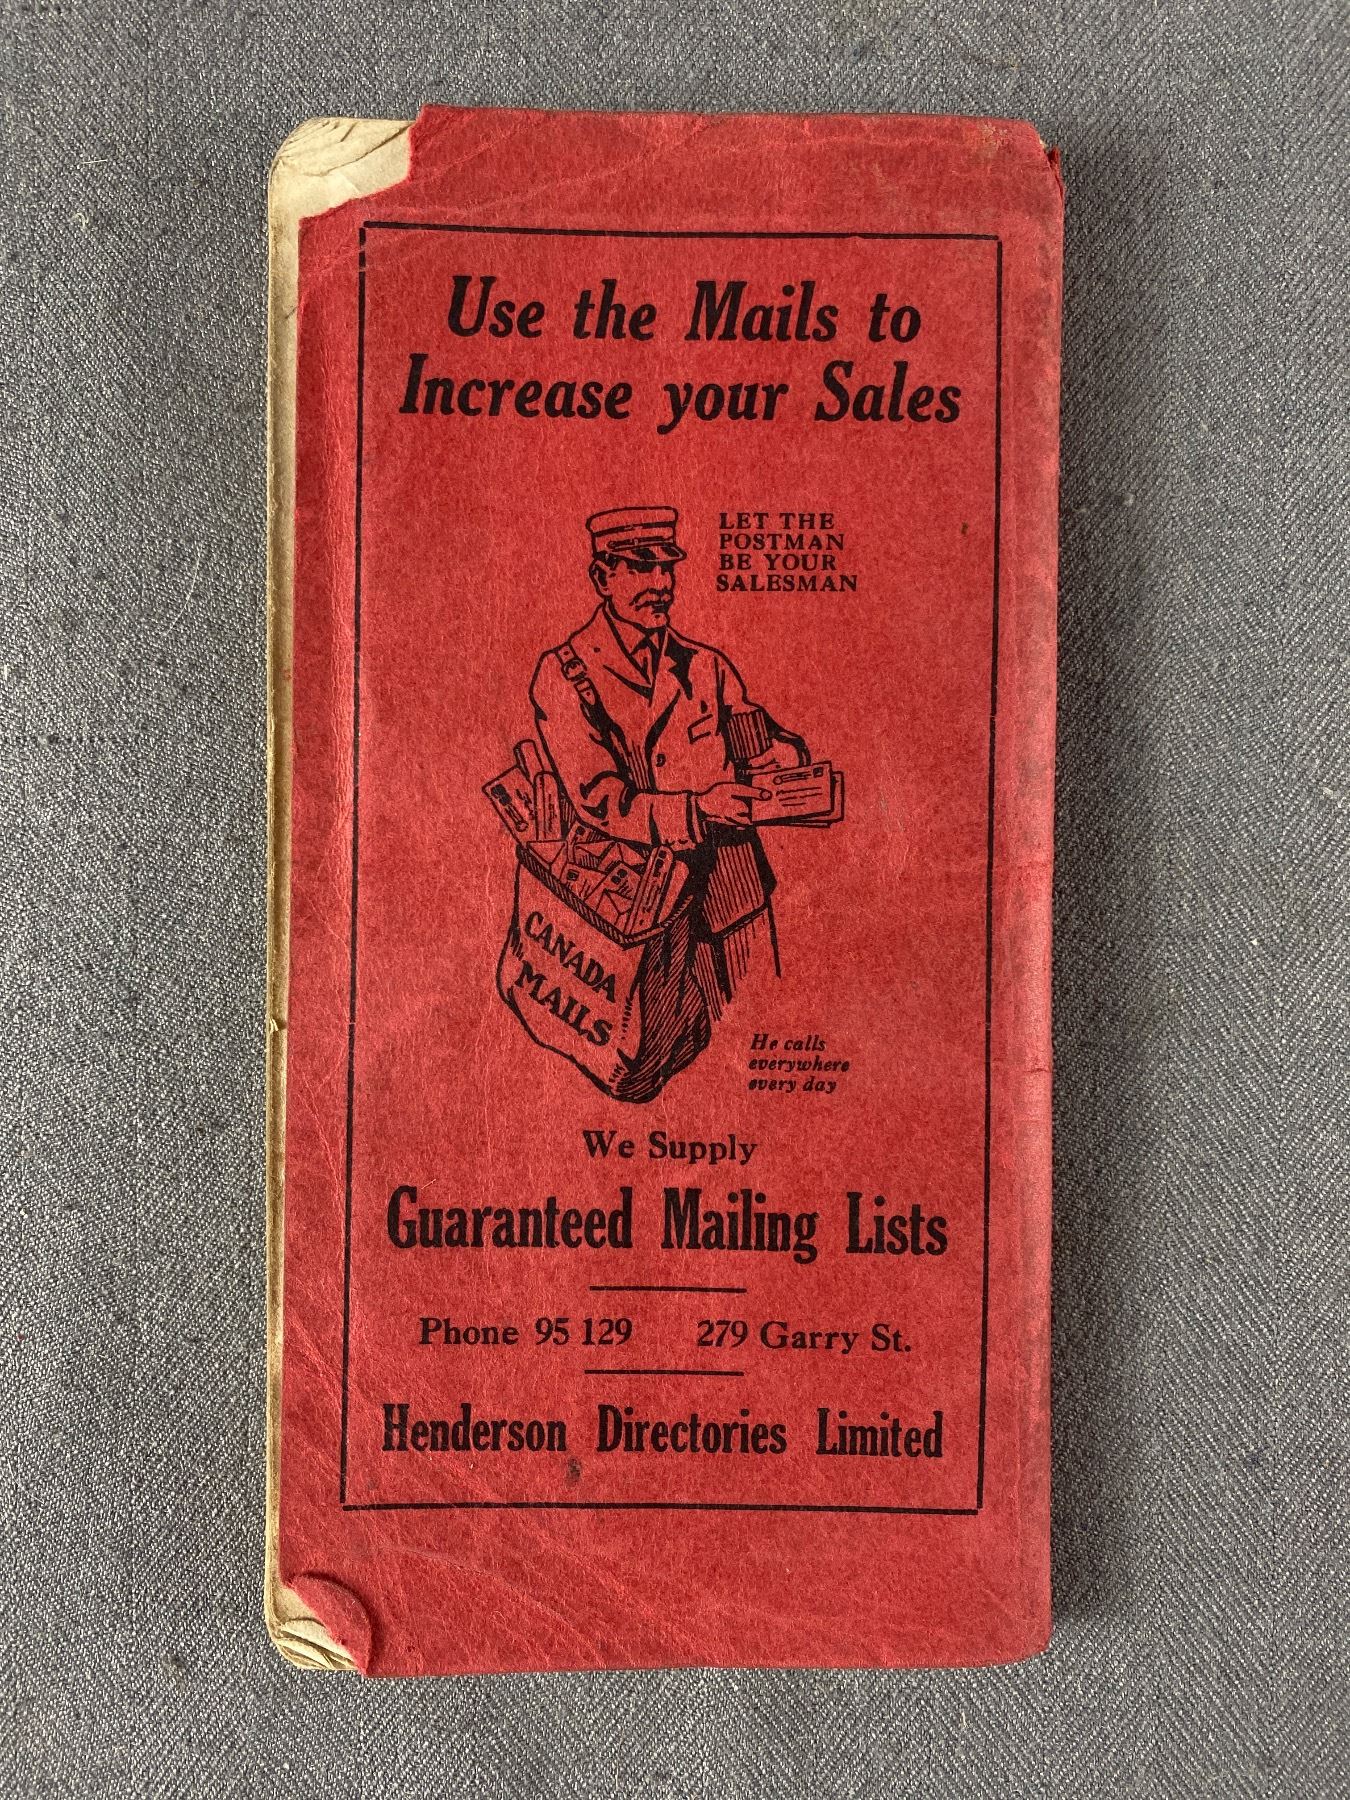 Use the Mails to
Increase your Sales
LET THE
POSTMAN
BE YOUR
SALESMAN
CANADA
MAILS
He calls
everywhere
every day
We Supply
Guaranteed Mailing Lists
Phone 95 129 279 Garry St.
Henderson Directories Limited